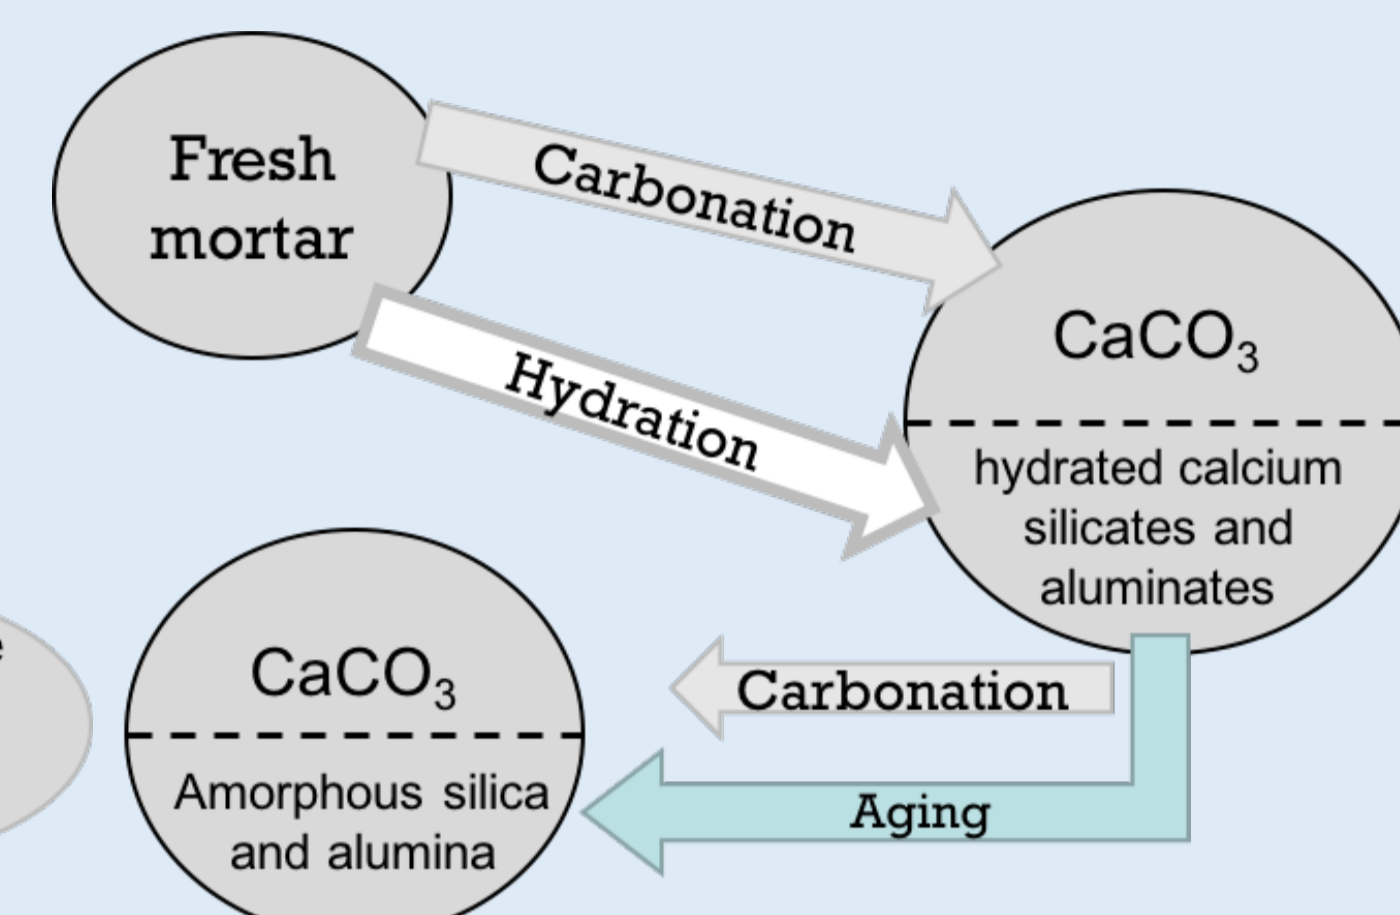 Fresh
mortar
Carbonation
Hydration
CaCO₃
hydrated calcium
silicates and
aluminates
Carbonation
Aging
CaCO₃
Amorphous silica
and alumina